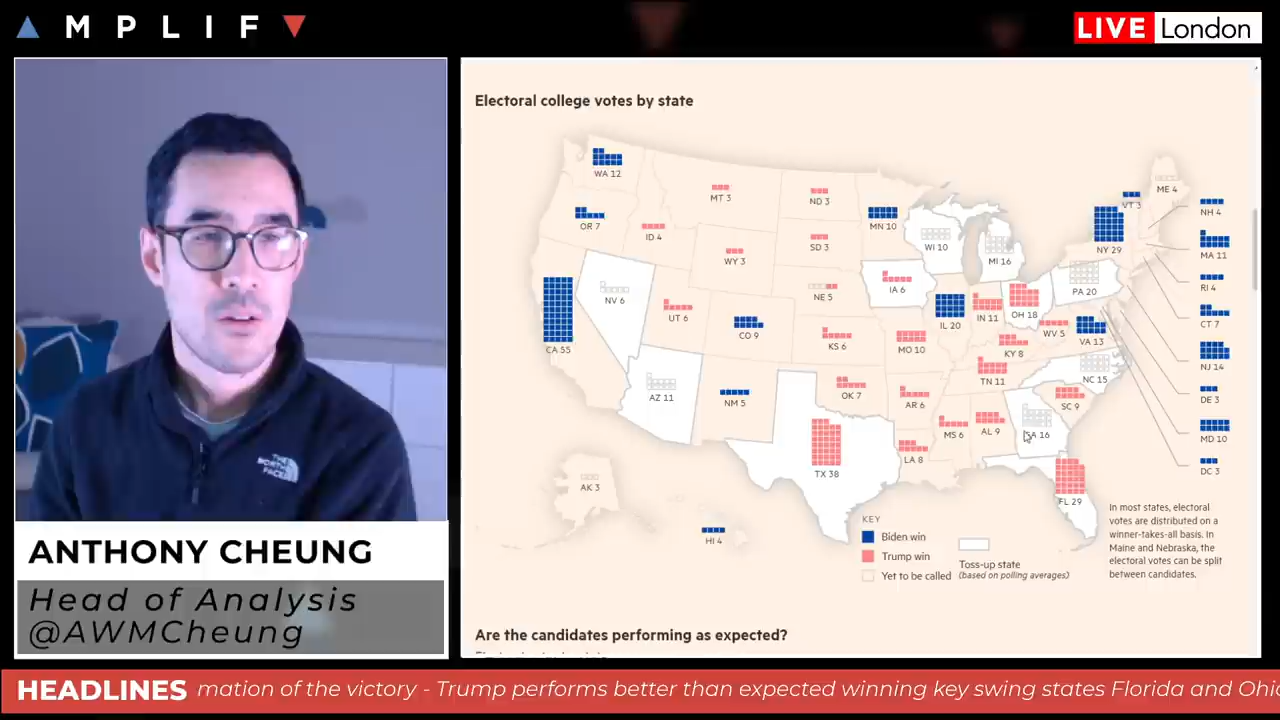 AMPLIFY
LIVE London
Electoral college votes by state
WA 12
OR 7
CA 55
NV 6
ID 4
MT 3
WY 3
UT 6
AZ 11
CO 9
NM 5
ND 3
SD 3
NE 5
KS 6
OK 7
TX 38
MN 10
IA 6
MO 10
AR 6
LA 8
WI 10
IL 20
MI 16
IN 11
OH 18
KY 8
TN 11
MS 6
AL 9
WV 5
VA 13
NC 15
SC 9
GA 16
FL 29
PA 20
NY 29
VT 3
ME 4
NH 4
MA 11
RI 4
CT 7
NJ 14
DE 3
MD 10
DC 3
AK 3
HI 4
KEY
Biden win
Trump win
Yet to be called
Toss-up state
(based on polling averages)
In most states, electoral
votes are distributed on a
winner-takes-all basis. In
Maine and Nebraska, the
electoral votes can be split
between candidates.
Are the candidates performing as expected?
THE
NORTH
FACE
ANTHONY CHEUNG
Head of Analysis
@AWMCheung
HEADLINES mation of the victory - Trump performs better than expected winning key swing states Florida and Ohio